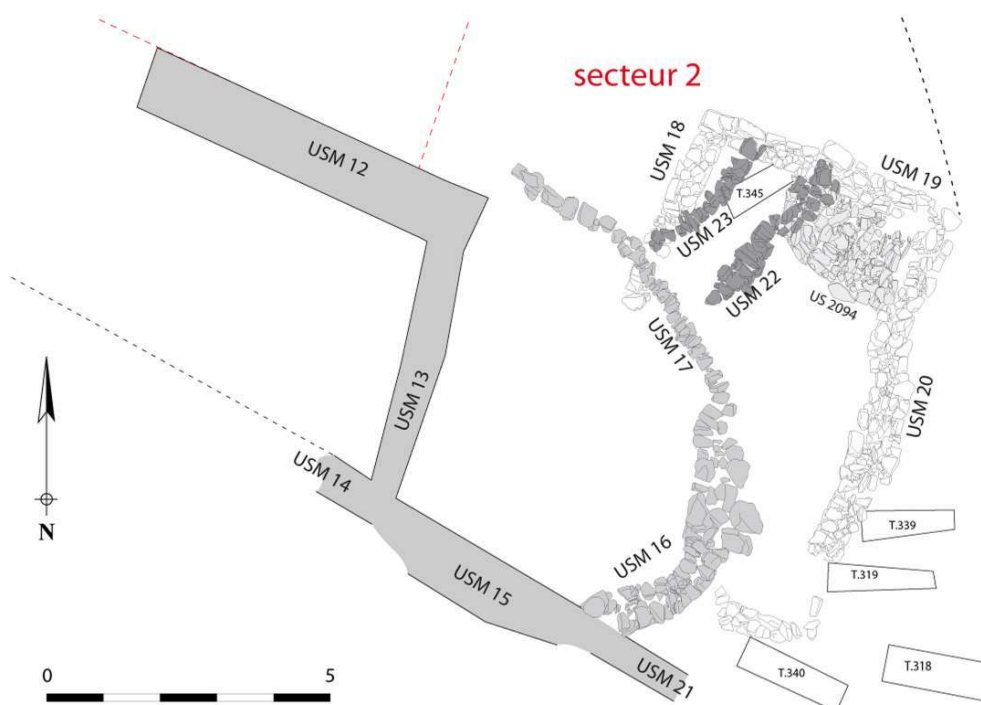 secteur 2
USM 12
USM 18
USM 19
T.345
USM 23
USM 22
US 2094
USM 17
USM 13
USM 20
USM 14
T.339
USM 16
T.319
USM 15
N
T.340
T.318
USM 21
0 5